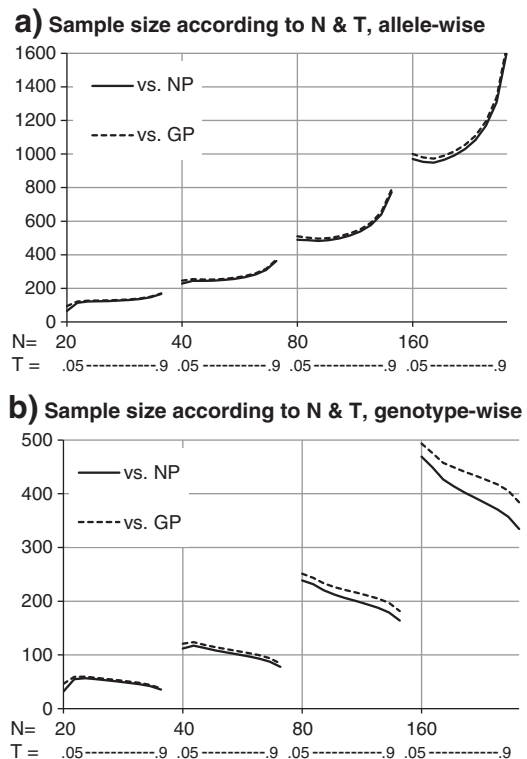 a) Sample size according to N & T, allele-wise
1600
1400
1200
1000
800
600
400
200
0
vs. NP
vs. GP
20 40 80 160
N=
T = .05----------.9 .05----------.9 .05----------.9 .05----------.9
b) Sample size according to N & T, genotype-wise
500
400
300
200
100
0
vs. NP
vs. GP
20 40 80 160
N=
T = .05----------.9 .05----------.9 .05----------.9 .05----------.9